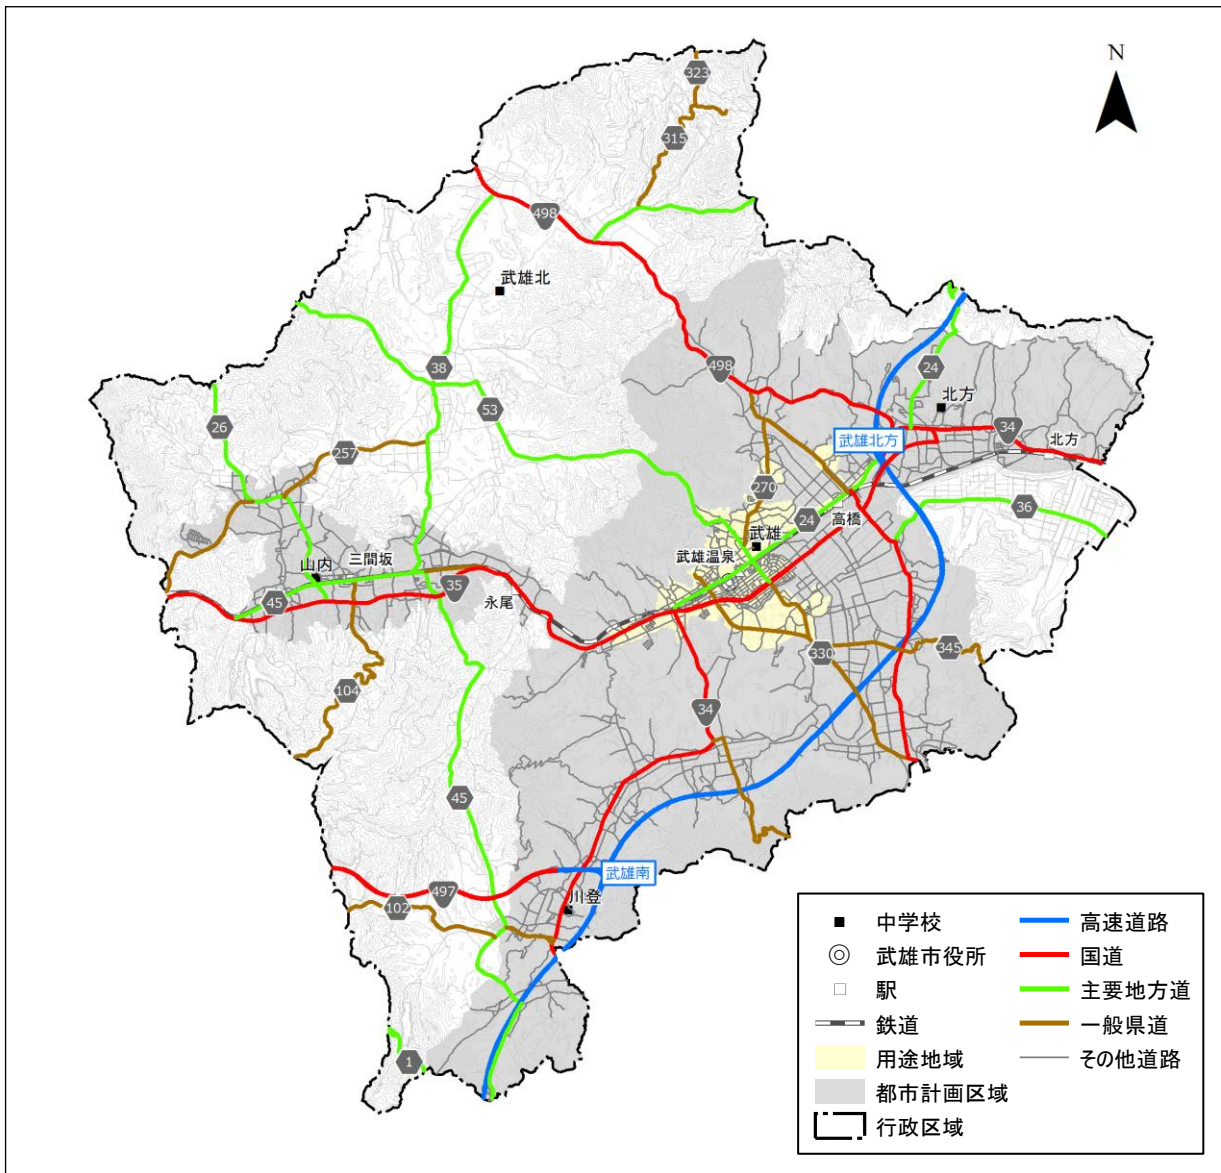 N
323
315
498
武雄北
38
498
24
北方
26
53
34
北方
武雄北方
257
270
36
24
高橋
武雄
武雄温泉
三間坂
山内
35
45
永尾
330
345
104
34
45
武雄南
497
川登
102
1
中学校
高速道路
武雄市役所
国道
駅
主要地方道
鉄道
一般県道
用途地域
その他道路
都市計画区域
行政区域